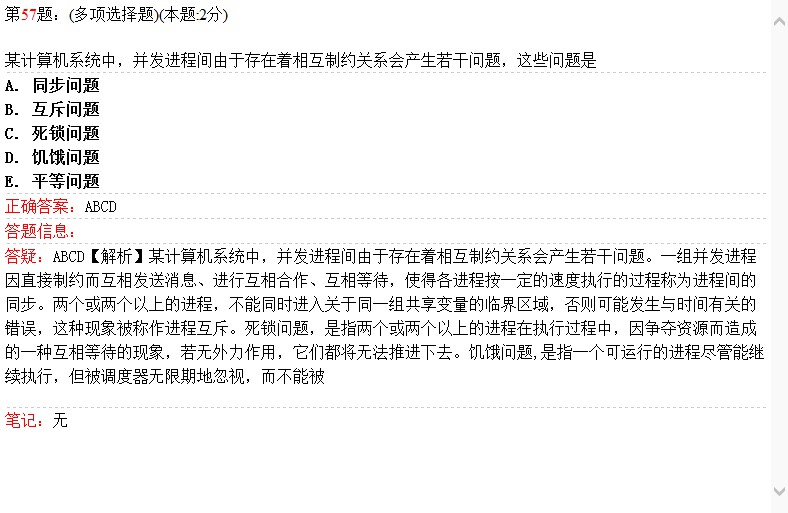 第57题：(多项选择题)(本题:2分)
某计算机系统中，并发进程间由于存在着相互制约关系会产生若干问题，这些问题是
A. 同步问题
B. 互斥问题
C. 死锁问题
D. 饥饿问题
E. 平等问题
正确答案：ABCD
答题信息：
答疑：ABCD【解析】某计算机系统中，并发进程间由于存在着相互制约关系会产生若干问题。一组并发进程
因直接制约而互相发送消息、进行互相合作、互相等待，使得各进程按一定的速度执行的过程称为进程间的
同步。两个或两个以上的进程，不能同时进入关于同一组共享变量的临界区域，否则可能发生与时间有关的
错误，这种现象被称作进程互斥。死锁问题，是指两个或两个以上的进程在执行过程中，因争夺资源而造成
的一种互相等待的现象，若无外力作用，它们都将无法推进下去。饥饿问题,是指一个可运行的进程尽管能继
续执行，但被调度器无限期地忽视，而不能被
笔记：无